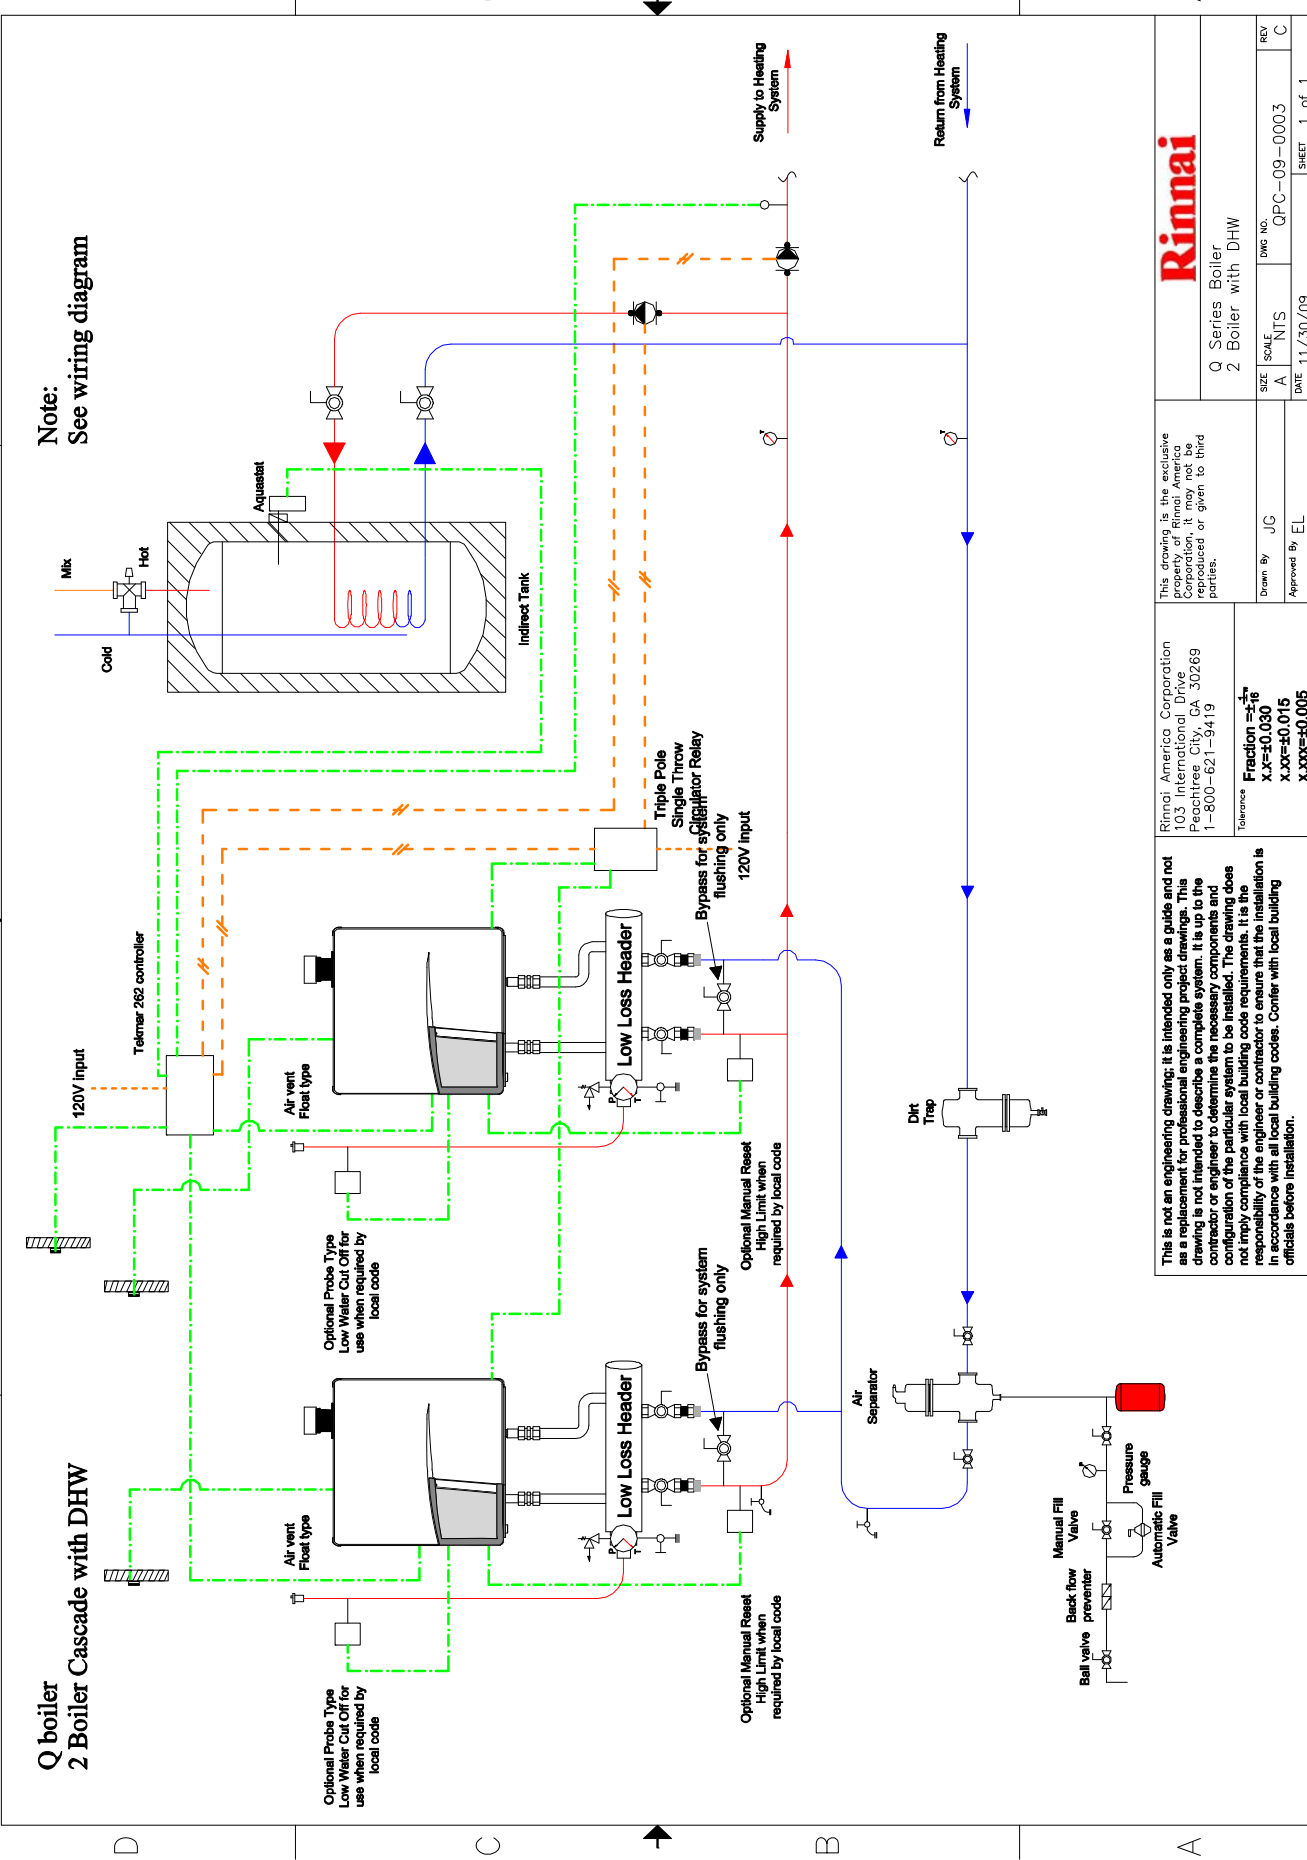 Q boiler
2 Boiler Cascade with DHW
Note:
See wiring diagram
120V input
Tekmar 262 controller
Mix
Hot
Cold
Aquastat
Indirect Tank
Air vent
Float type
Air vent
Float type
Optional Probe Type
Low Water Cut Off for
use when required by
local code
Optional Probe Type
Low Water Cut Off for
use when required by
local code
Low Loss Header
Low Loss Header
P
T
P
T
Triple Pole
Single Throw
Circulator Relay
120V input
Bypass for system
flushing only
Bypass for system
flushing only
Optional Manual Reset
High Limit when
required by local code
Optional Manual Reset
High Limit when
required by local code
Supply to Heating
System
Return from Heating
System
Dirt
Trap
Air
Separator
Ball valve
Back flow
preventer
Manual Fill
Valve
Pressure
gauge
Automatic Fill
Valve
This is not an engineering drawing; it is intended only as a guide and not
as a replacement for professional engineering project drawings. This
drawing is not intended to describe a complete system. It is up to the
contractor or engineer to determine the necessary components and
configuration of the particular system to be installed. The drawing does
not imply compliance with local building code requirements. It is the
responsibility of the engineer or contractor to ensure that the installation is
in accordance with all local building codes. Confer with local building
officials before installation.
Rinnai America Corporation
103 International Drive
Peachtree City, GA 30269
1-800-621-9419
Tolerance
Fraction =±1/16"
X.X=±0.030
X.XX=±0.015
X.XXX=±0.005
This drawing is the exclusive
property of Rinnai America
Corporation, it may not be
reproduced or given to third
parties.
Drawn By JG
Approved By EL
Rinnai
Q Series Boiler
2 Boiler with DHW
SIZE A
SCALE NTS
DWG NO. QPC-09-0003
REV C
DATE 11/30/09
SHEET 1 of 1
D
C
B
A